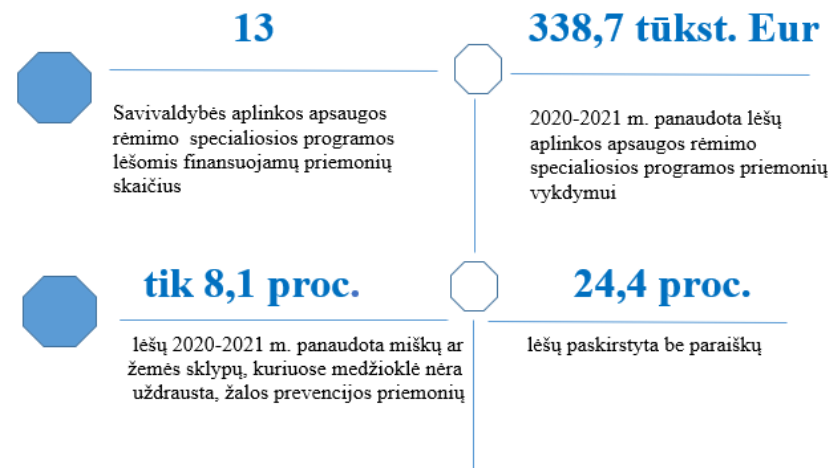 13
Savivaldybės aplinkos apsaugos
rėmimo specialiosios programos
lėšomis finansuojamų priemonių
skaičius
338,7 tūkst. Eur
2020-2021 m. panaudota lėšų
aplinkos apsaugos rėmimo
specialiosios programos priemonių
vykdymui
tik 8,1 proc.
lėšų 2020-2021 m. panaudota miškų ar
žemės sklypų, kuriuose medžioklė nėra
uždrausta, žalos prevencijos priemonių
24,4 proc.
lėšų paskirstyta be paraiškų